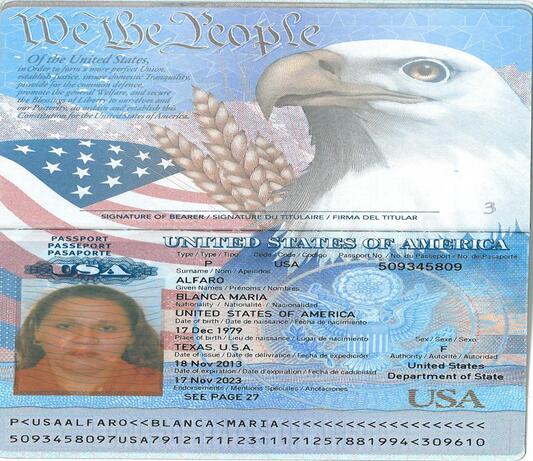 We the People
Of the United States,
in Order to form a more perfect Union,
establish Justice, insure domestic Tranquility,
provide for the common defence,
promote the general Welfare, and secure
the Blessings of Liberty to ourselves and
our Posterity, do ordain and establish this
Constitution for the United States of America.
SIGNATURE OF BEARER / SIGNATURE DU TITULAIRE / FIRMA DEL TITULAR
3
PASSPORT
PASSEPORT
PASAPORTE
USA
UNITED STATES OF AMERICA
Type / Type / Tipo Code / Code / Codigo Passport No. / No. du Passeport / No. de Pasaporte
P USA 509345809
Surname / Nom / Apellidos
ALFARO
Given Names / Prénoms / Nombres
BLANCA MARIA
Nationality / Nationalité / Nacionalidad
UNITED STATES OF AMERICA
Date of birth / Date de naissance / Fecha de nacimiento
17 Dec 1979
Place of birth / Lieu de naissance / Lugar de nacimiento Sex / Sexe / Sexo
TEXAS, U.S.A. F
Date of issue / Date de délivrance / Fecha de expedición Authority / Autorité / Autoridad
18 Nov 2013 United States
Date of expiration / Date d'expiration / Fecha de caducidad Department of State
17 Nov 2023
Endorsements / Mentions Spéciales / Anotaciones
SEE PAGE 27
USA
P<USAALFARO<<BLANCA<MARIA<<<<<<<<<<<<<<<<<<<
5093458097USA7912171F2311171257881994<309610